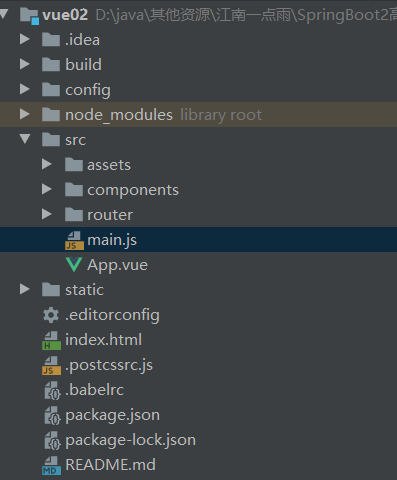 vue02 D:\java\其他资源\江南一点雨\SpringBoot2高
.idea
build
config
node_modules library root
src
assets
components
router
JS main.js
App.vue
static
.editorconfig
H index.html
JS .postcssrc.js
.babelrc
package.json
package-lock.json
MD README.md